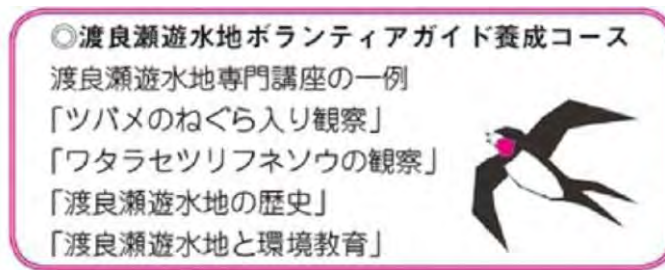 ◎渡良瀬遊水地ボランティアガイド養成コース
渡良瀬遊水地専門講座の一例
「ツバメのねぐら入り観察」
「ワタラセツリフネソウの観察」
「渡良瀬遊水地の歴史」
「渡良瀬遊水地と環境教育」